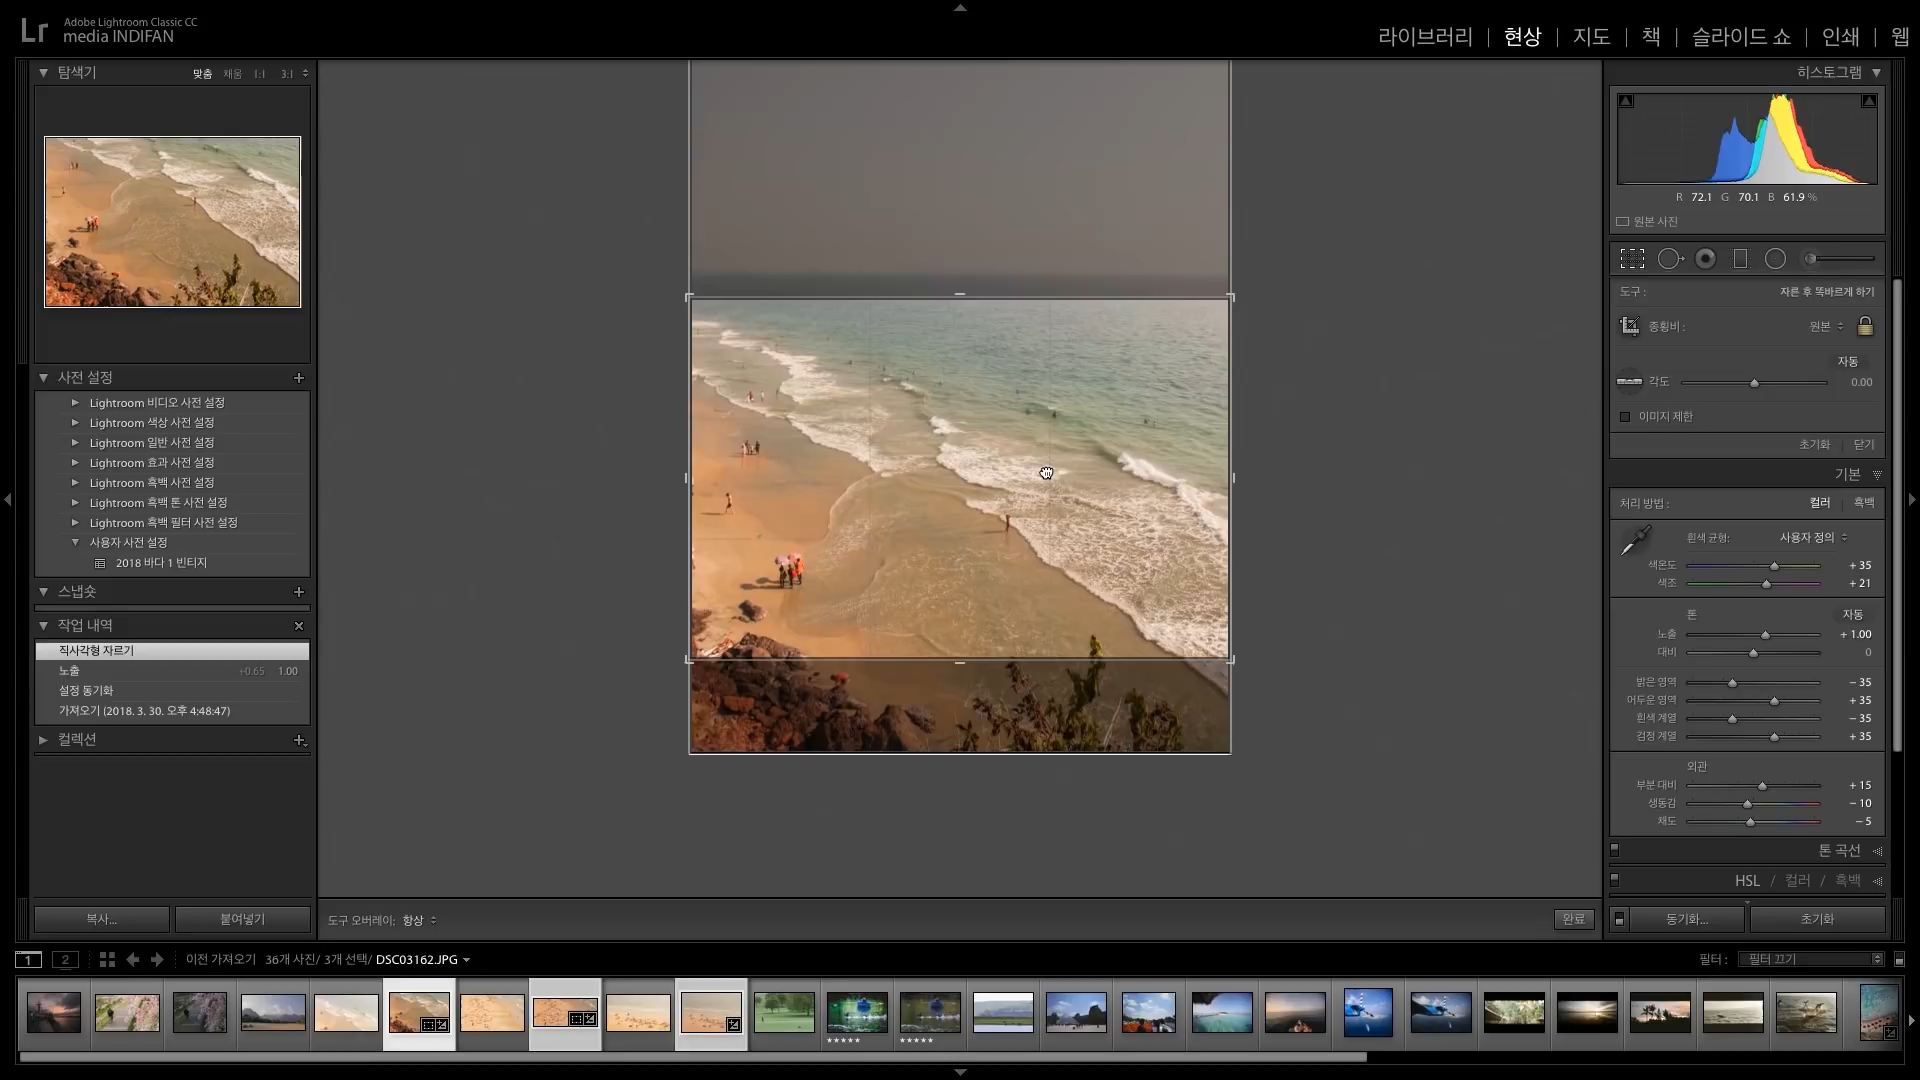 Lr Adobe Lightroom Classic CC
media INDIFAN
라이브러리 | 현상 | 지도 | 책 | 슬라이드 쇼 | 인쇄 | 웹
탐색기 맞춤 채움 1:1 3:1
사전 설정 +
Lightroom 비디오 사전 설정
Lightroom 색상 사전 설정
Lightroom 일반 사전 설정
Lightroom 효과 사전 설정
Lightroom 흑백 사전 설정
Lightroom 흑백 톤 사전 설정
Lightroom 흑백 필터 사전 설정
사용자 사전 설정
2018 바다 1 빈티지
스냅숏 +
작업 내역 ×
직사각형 자르기
노출 +0.65 1.00
설정 동기화
가져오기 (2018. 3. 30. 오후 4:48:47)
컬렉션 +
복사... 붙여넣기
도구 오버레이: 항상 완료
히스토그램
R 72.1 G 70.1 B 61.9 %
원본 사진
도구 : 자른 후 똑바르게 하기
종횡비 : 원본
자동
각도 0.00
이미지 제한
초기화 | 닫기
기본
처리 방법 : 컬러 | 흑백
흰색 균형: 사용자 정의
색온도 + 35
색조 + 21
톤 자동
노출 + 1.00
대비 0
밝은 영역 − 35
어두운 영역 + 35
흰색 계열 − 35
검정 계열 + 35
외관
부분 대비 + 15
생동감 − 10
채도 − 5
톤 곡선
HSL / 컬러 / 흑백
동기화... 초기화
1 2 이전 가져오기 36개 사진/ 3개 선택/ DSC03162.JPG 필터 : 필터 끄기
★★★★★ ★★★★★